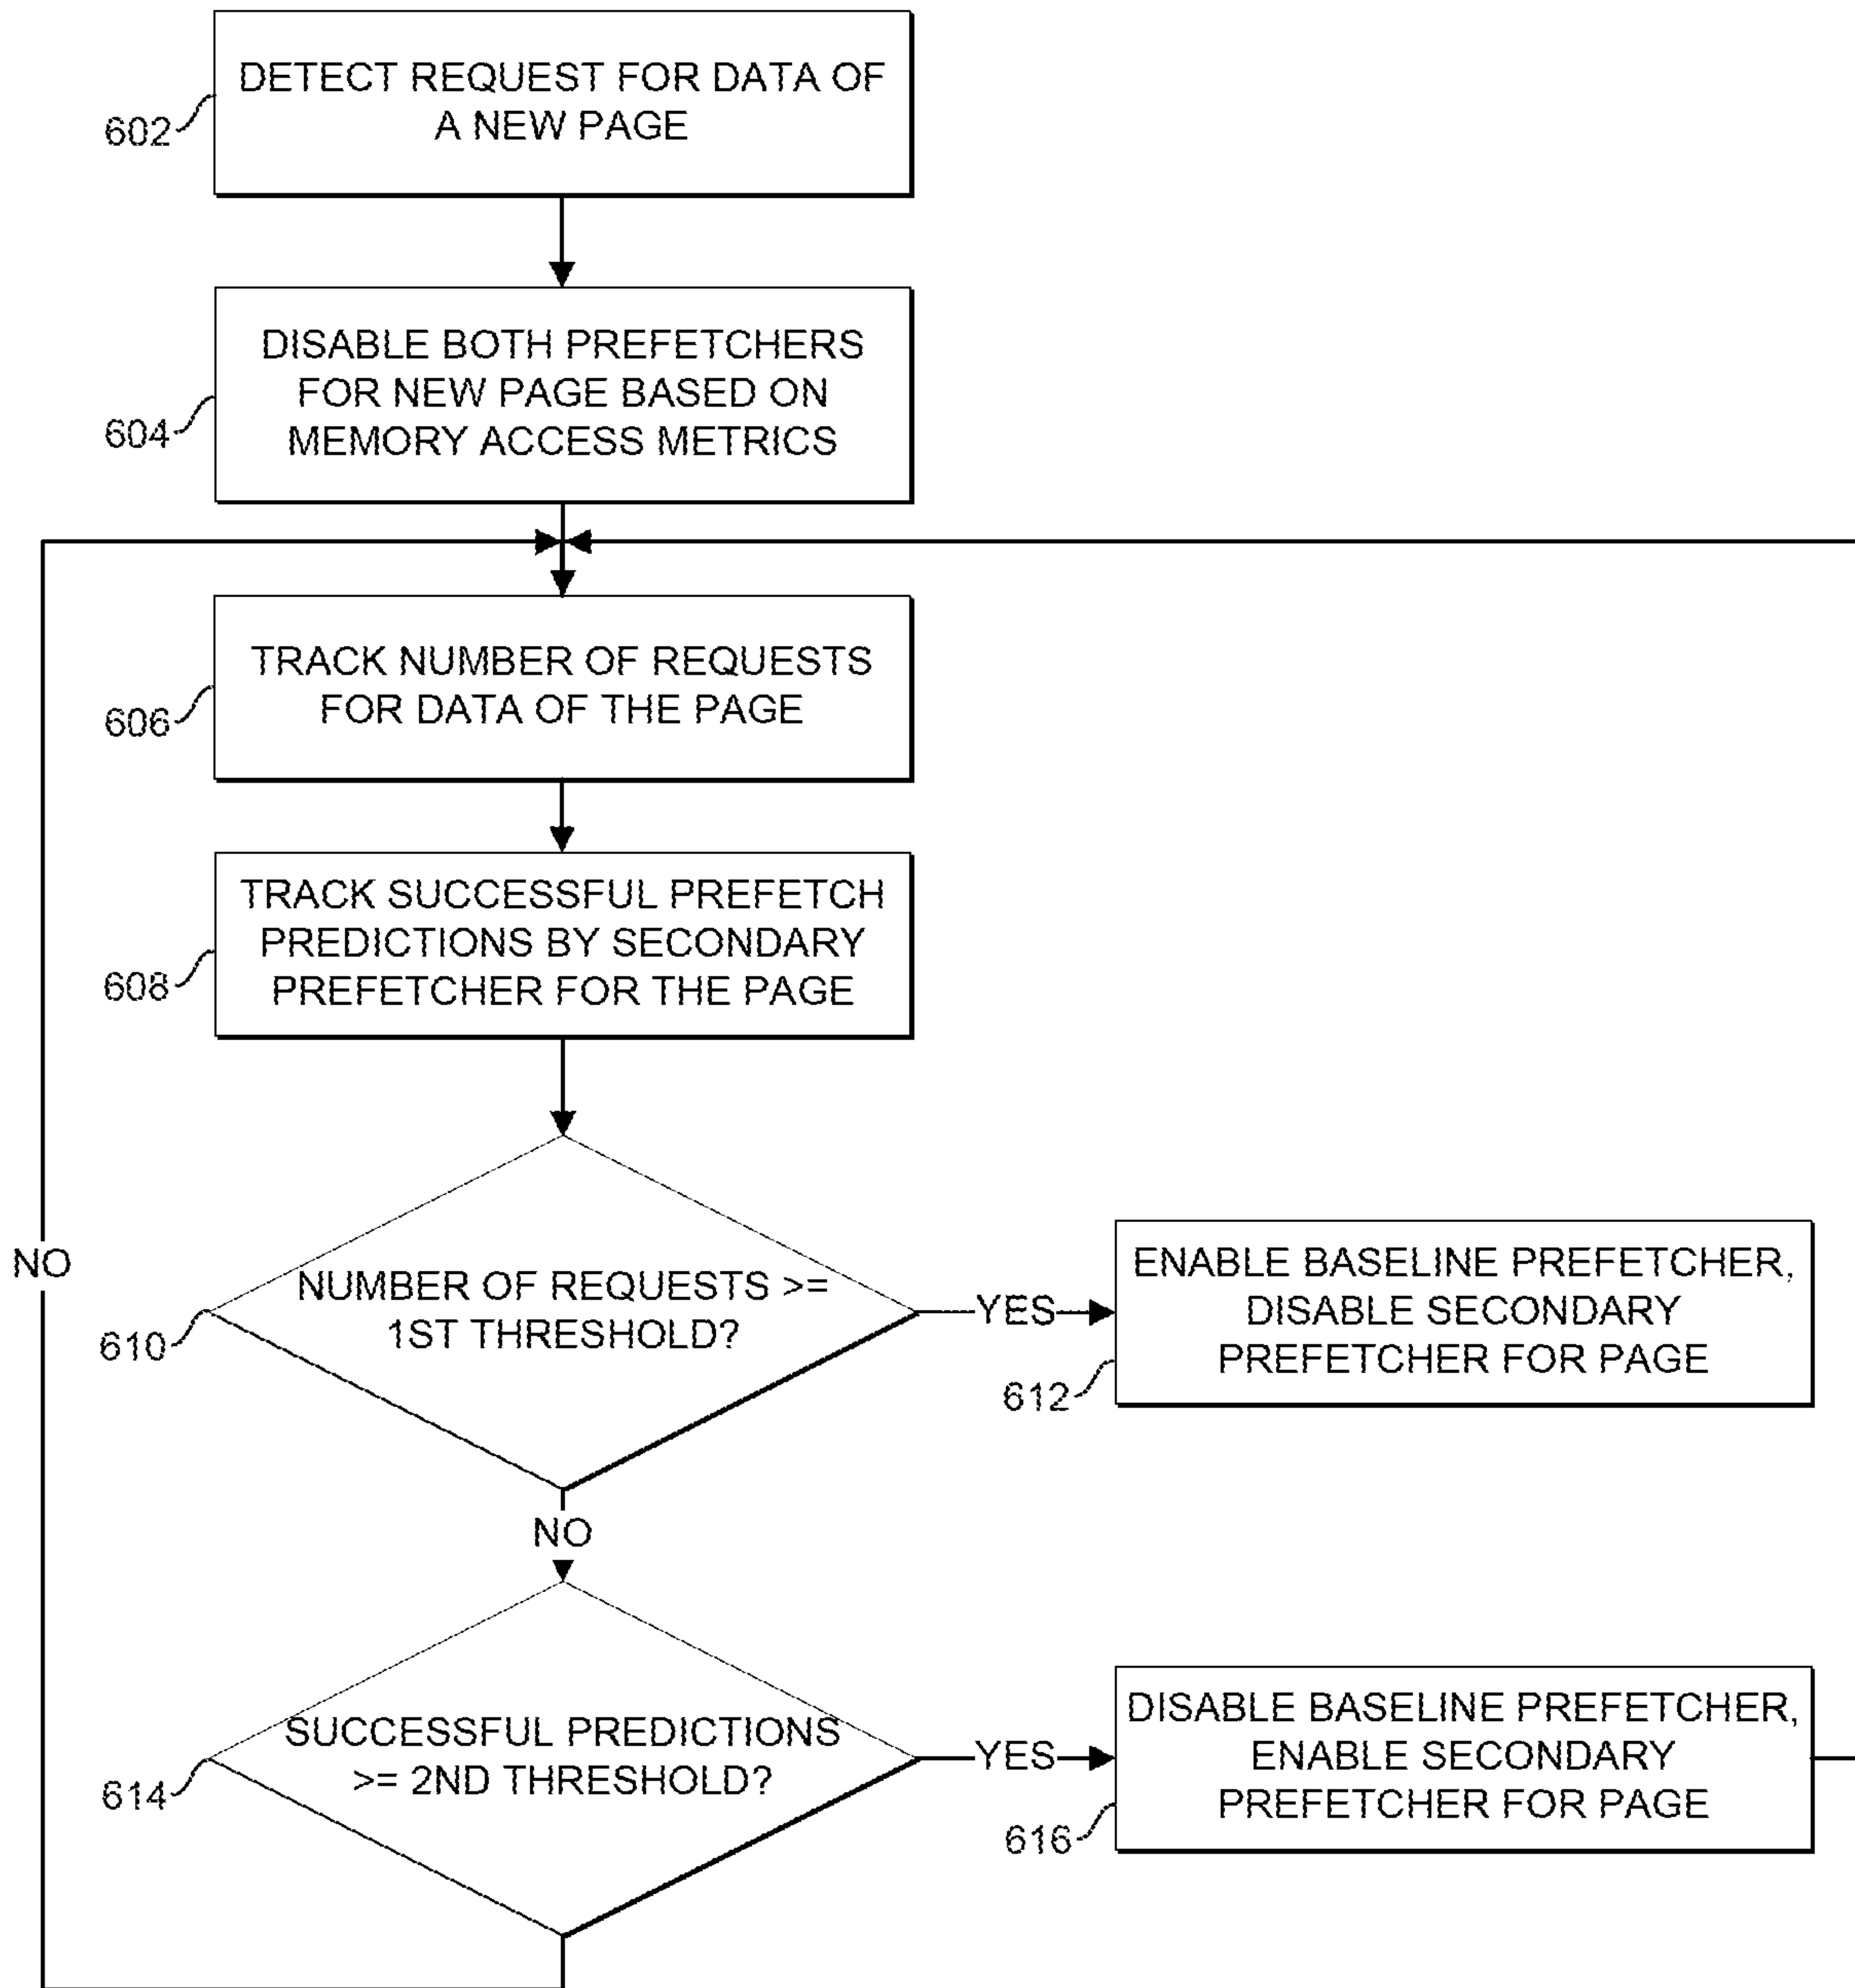 DETECT REQUEST FOR DATA OF
A NEW PAGE
602
DISABLE BOTH PREFETCHERS
FOR NEW PAGE BASED ON
MEMORY ACCESS METRICS
604
TRACK NUMBER OF REQUESTS
FOR DATA OF THE PAGE
606
TRACK SUCCESSFUL PREFETCH
PREDICTIONS BY SECONDARY
PREFETCHER FOR THE PAGE
608
NO
NUMBER OF REQUESTS >=
1ST THRESHOLD?
610
YES
ENABLE BASELINE PREFETCHER,
DISABLE SECONDARY
PREFETCHER FOR PAGE
612
NO
SUCCESSFUL PREDICTIONS
>= 2ND THRESHOLD?
614
YES
DISABLE BASELINE PREFETCHER,
ENABLE SECONDARY
PREFETCHER FOR PAGE
616